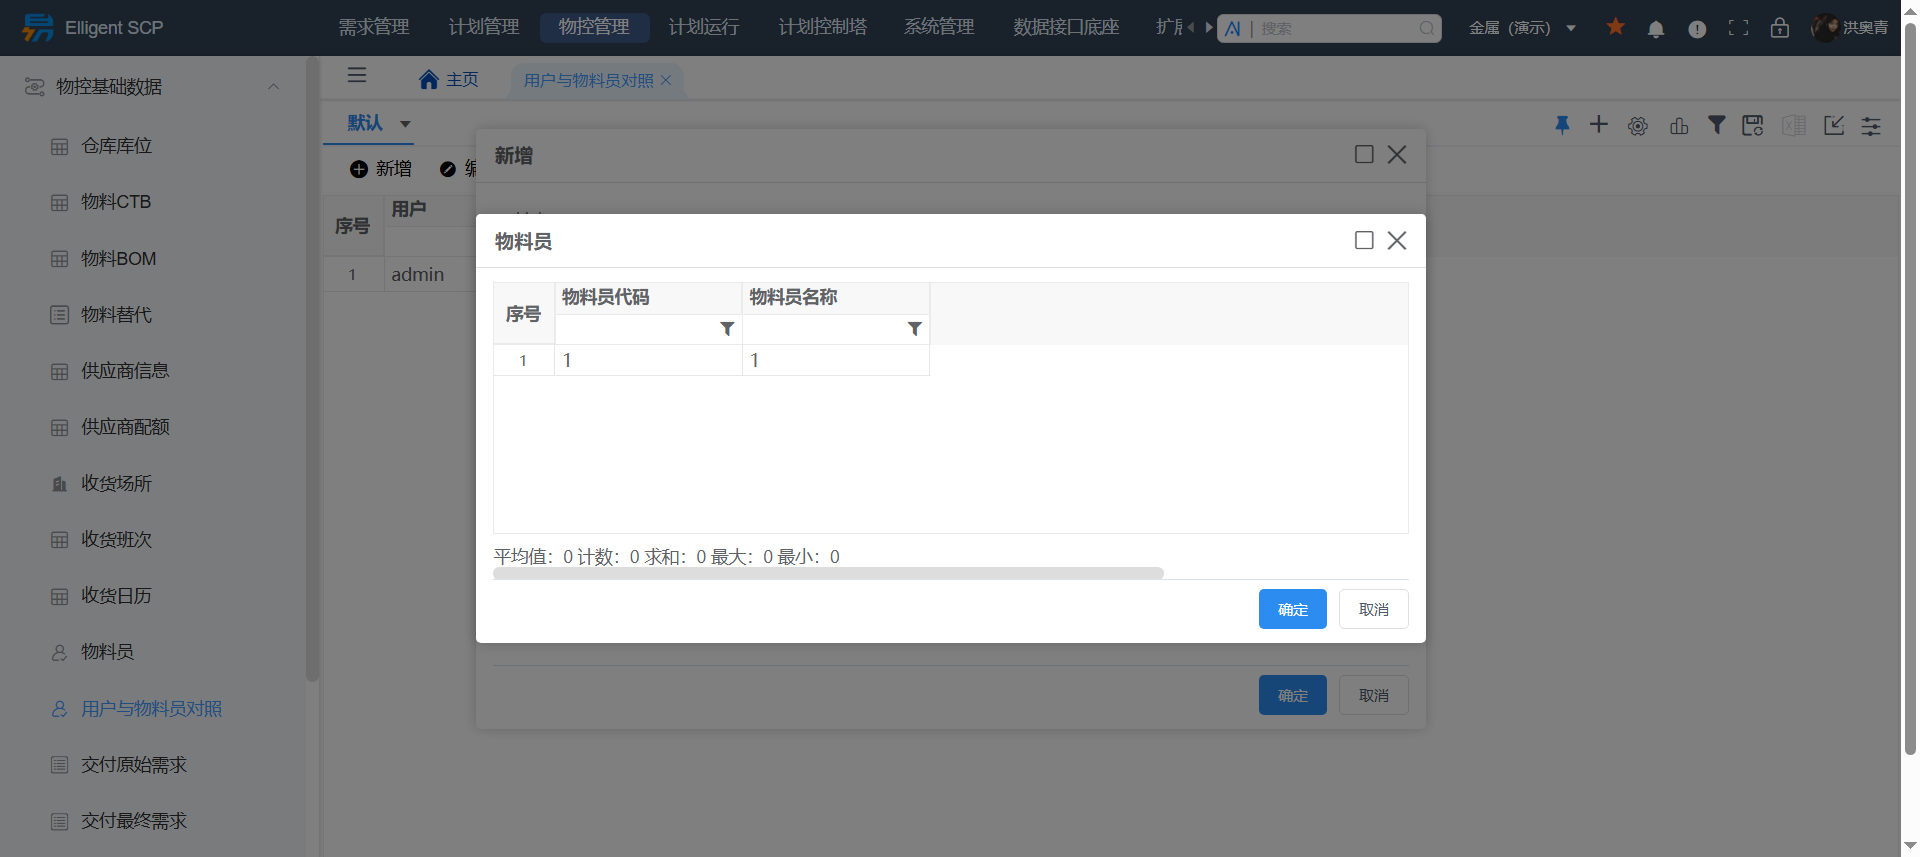 Elligent SCP
需求管理
计划管理
物控管理
计划运行
计划控制塔
系统管理
数据接口底座
AI
搜索
金属（演示）
洪奥青
物控基础数据
主页
用户与物料员对照
仓库库位
物料CTB
物料BOM
物料替代
供应商信息
供应商配额
收货场所
收货班次
收货日历
物料员
用户与物料员对照
交付原始需求
交付最终需求
默认
新增
序号
用户
1
admin
新增
物料员
序号
物料员代码
物料员名称
1
1
1
平均值：0 计数：0 求和：0 最大：0 最小：0
确定
取消
确定
取消